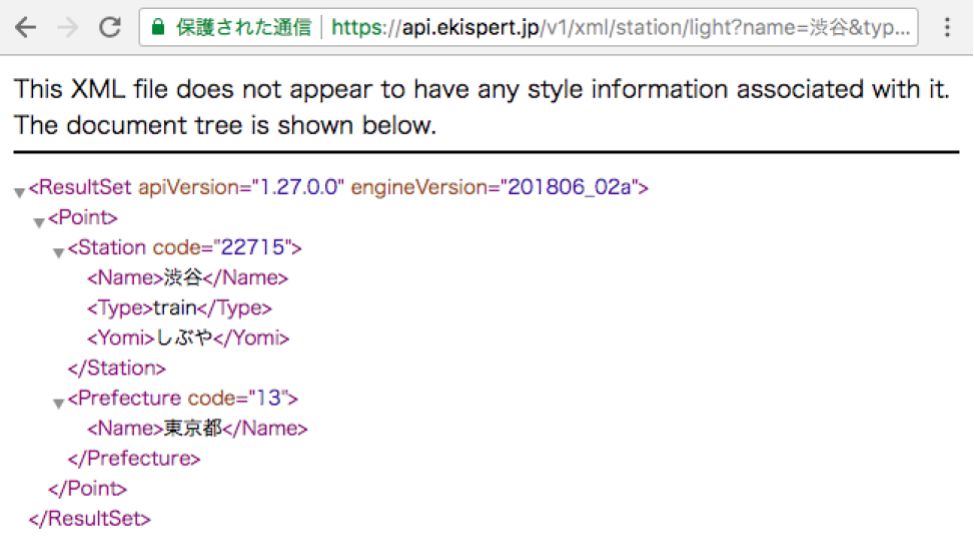 保護された通信 https://api.ekispert.jp/v1/xml/station/light?name=渋谷&typ...
This XML file does not appear to have any style information associated with it.
The document tree is shown below.
<ResultSet apiVersion="1.27.0.0" engineVersion="201806_02a">
<Point>
<Station code="22715">
<Name>渋谷</Name>
<Type>train</Type>
<Yomi>しぶや</Yomi>
</Station>
<Prefecture code="13">
<Name>東京都</Name>
</Prefecture>
</Point>
</ResultSet>